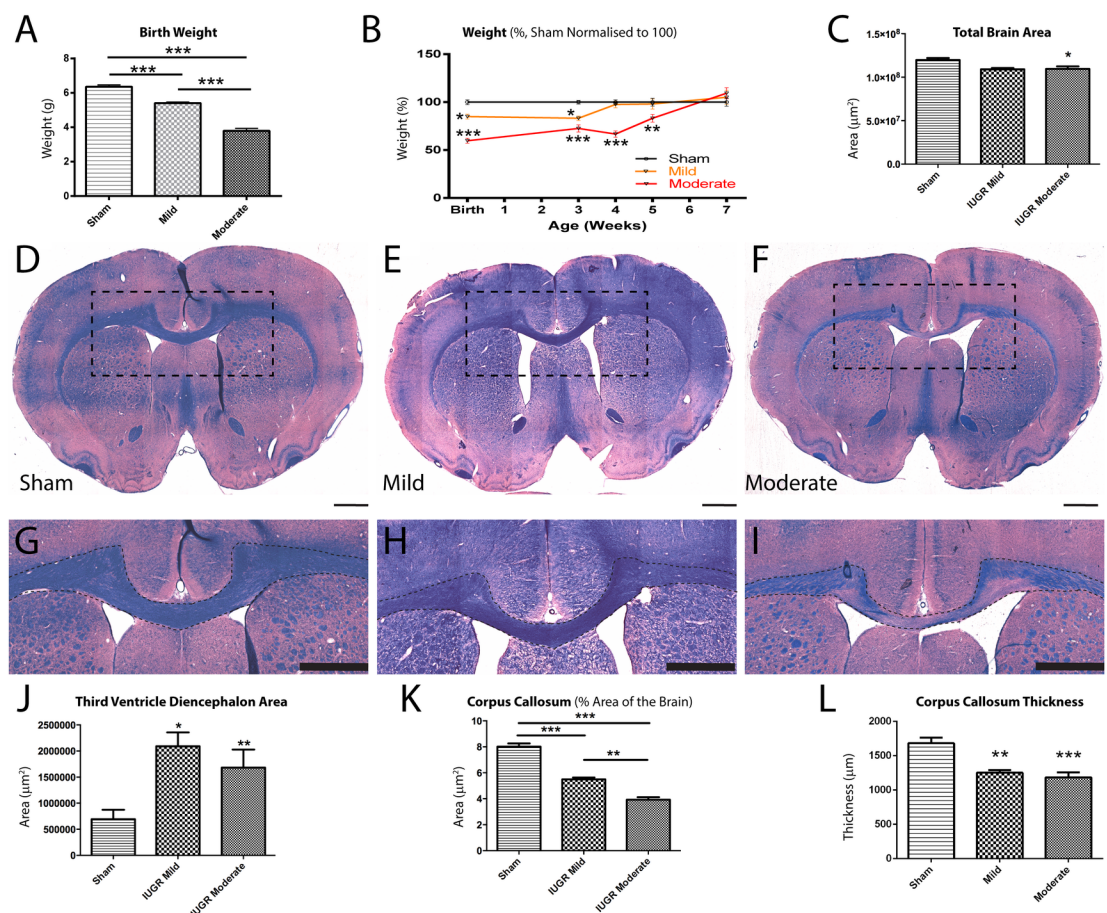 A
Birth Weight
***
***
***
Weight (g)
8
6
4
2
0
Sham
Mild
Moderate
B
Weight (%, Sham Normalised to 100)
Weight (%)
150
100
50
0
*
***
*
***
***
**
Sham
Mild
Moderate
Birth 1 2 3 4 5 6 7
Age (Weeks)
C
Total Brain Area
*
Area (µm²)
1.5×10⁸
1.0×10⁸
5.0×10⁷
0.0
Sham
IUGR Mild
IUGR Moderate
D
Sham
E
Mild
F
Moderate
G
H
I
J
Third Ventricle Diencephalon Area
*
**
Area (µm²)
2500000
2000000
1500000
1000000
500000
0
Sham
IUGR Mild
IUGR Moderate
K
Corpus Callosum (% Area of the Brain)
***
***
**
Area (µm²)
10
8
6
4
2
0
Sham
IUGR Mild
IUGR Moderate
L
Corpus Callosum Thickness
**
***
Thickness (µm)
2000
1500
1000
500
0
Sham
Mild
Moderate